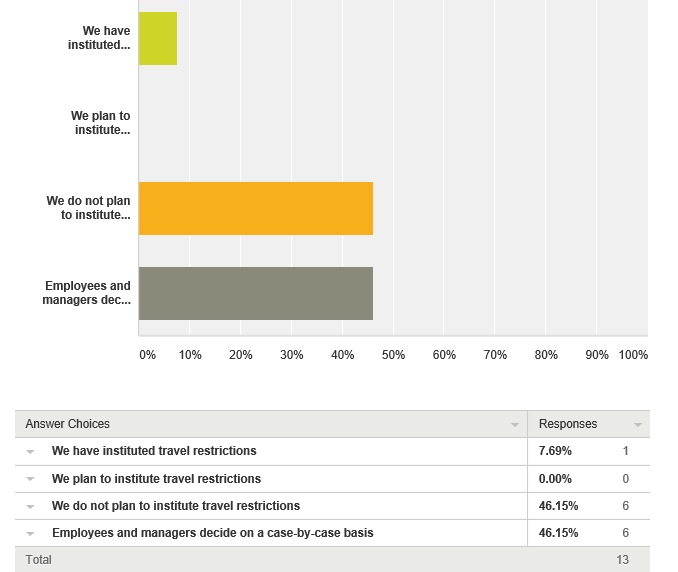 We have
instituted...
We plan to
institute...
We do not plan
to institute...
Employees and
managers dec...
0% 10% 20% 30% 40% 50% 60% 70% 80% 90% 100%
Answer Choices Responses
We have instituted travel restrictions 7.69% 1
We plan to institute travel restrictions 0.00% 0
We do not plan to institute travel restrictions 46.15% 6
Employees and managers decide on a case-by-case basis 46.15% 6
Total 13